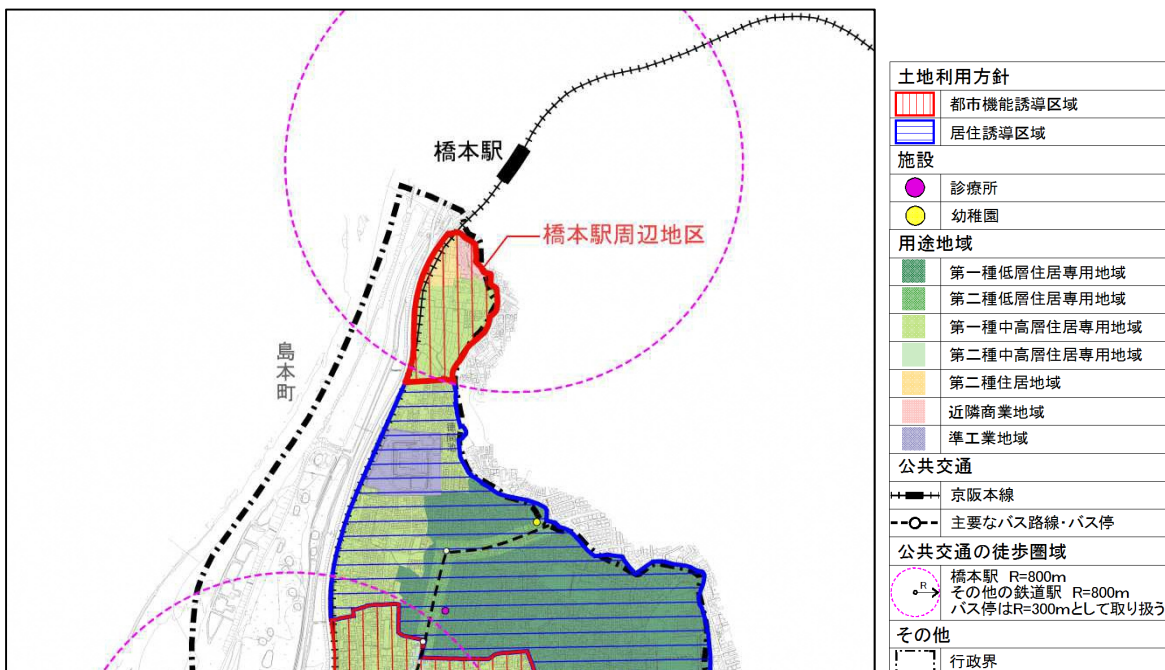 橋本駅
橋本駅周辺地区
島本町
土地利用方針
都市機能誘導区域
居住誘導区域
施設
診療所
幼稚園
用途地域
第一種低層住居専用地域
第二種低層住居専用地域
第一種中高層住居専用地域
第二種中高層住居専用地域
第二種住居地域
近隣商業地域
準工業地域
公共交通
京阪本線
主要なバス路線・バス停
公共交通の徒歩圏域
R
橋本駅 R=800m
その他の鉄道駅 R=800m
バス停はR=300mとして取り扱う
その他
行政界